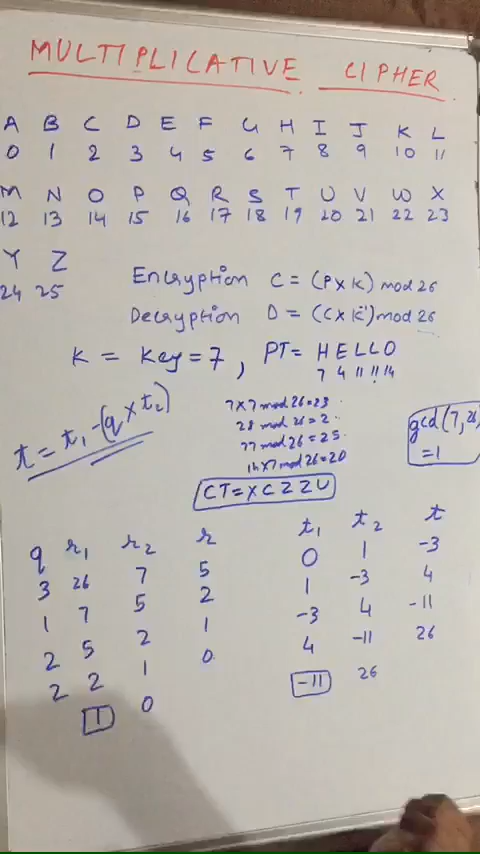 MULTIPLICATIVE CIPHER
A B C D E F G H I J K L
0 1 2 3 4 5 6 7 8 9 10 11
M N O P Q R S T U V W X
12 13 14 15 16 17 18 19 20 21 22 23
Y Z
24 25
Encryption C = (P x K) mod 26
Decryption D = (C x K⁻¹) mod 26
K = Key = 7, PT = HELLO
7 4 11 11 14
t = t₁ - (q x t₂)
7 x 7 mod 26 = 23
28 mod 26 = 2
77 mod 26 = 25
14 x 7 mod 26 = 20
gcd(7, 26)
= 1
CT = XCZZU
q r₁ r₂ r t₁ t₂ t
3 26 7 5 0 1 -3
1 7 5 2 1 -3 4
2 5 2 1 -3 4 -11
2 2 1 0 4 -11 26
1 0 -11 26